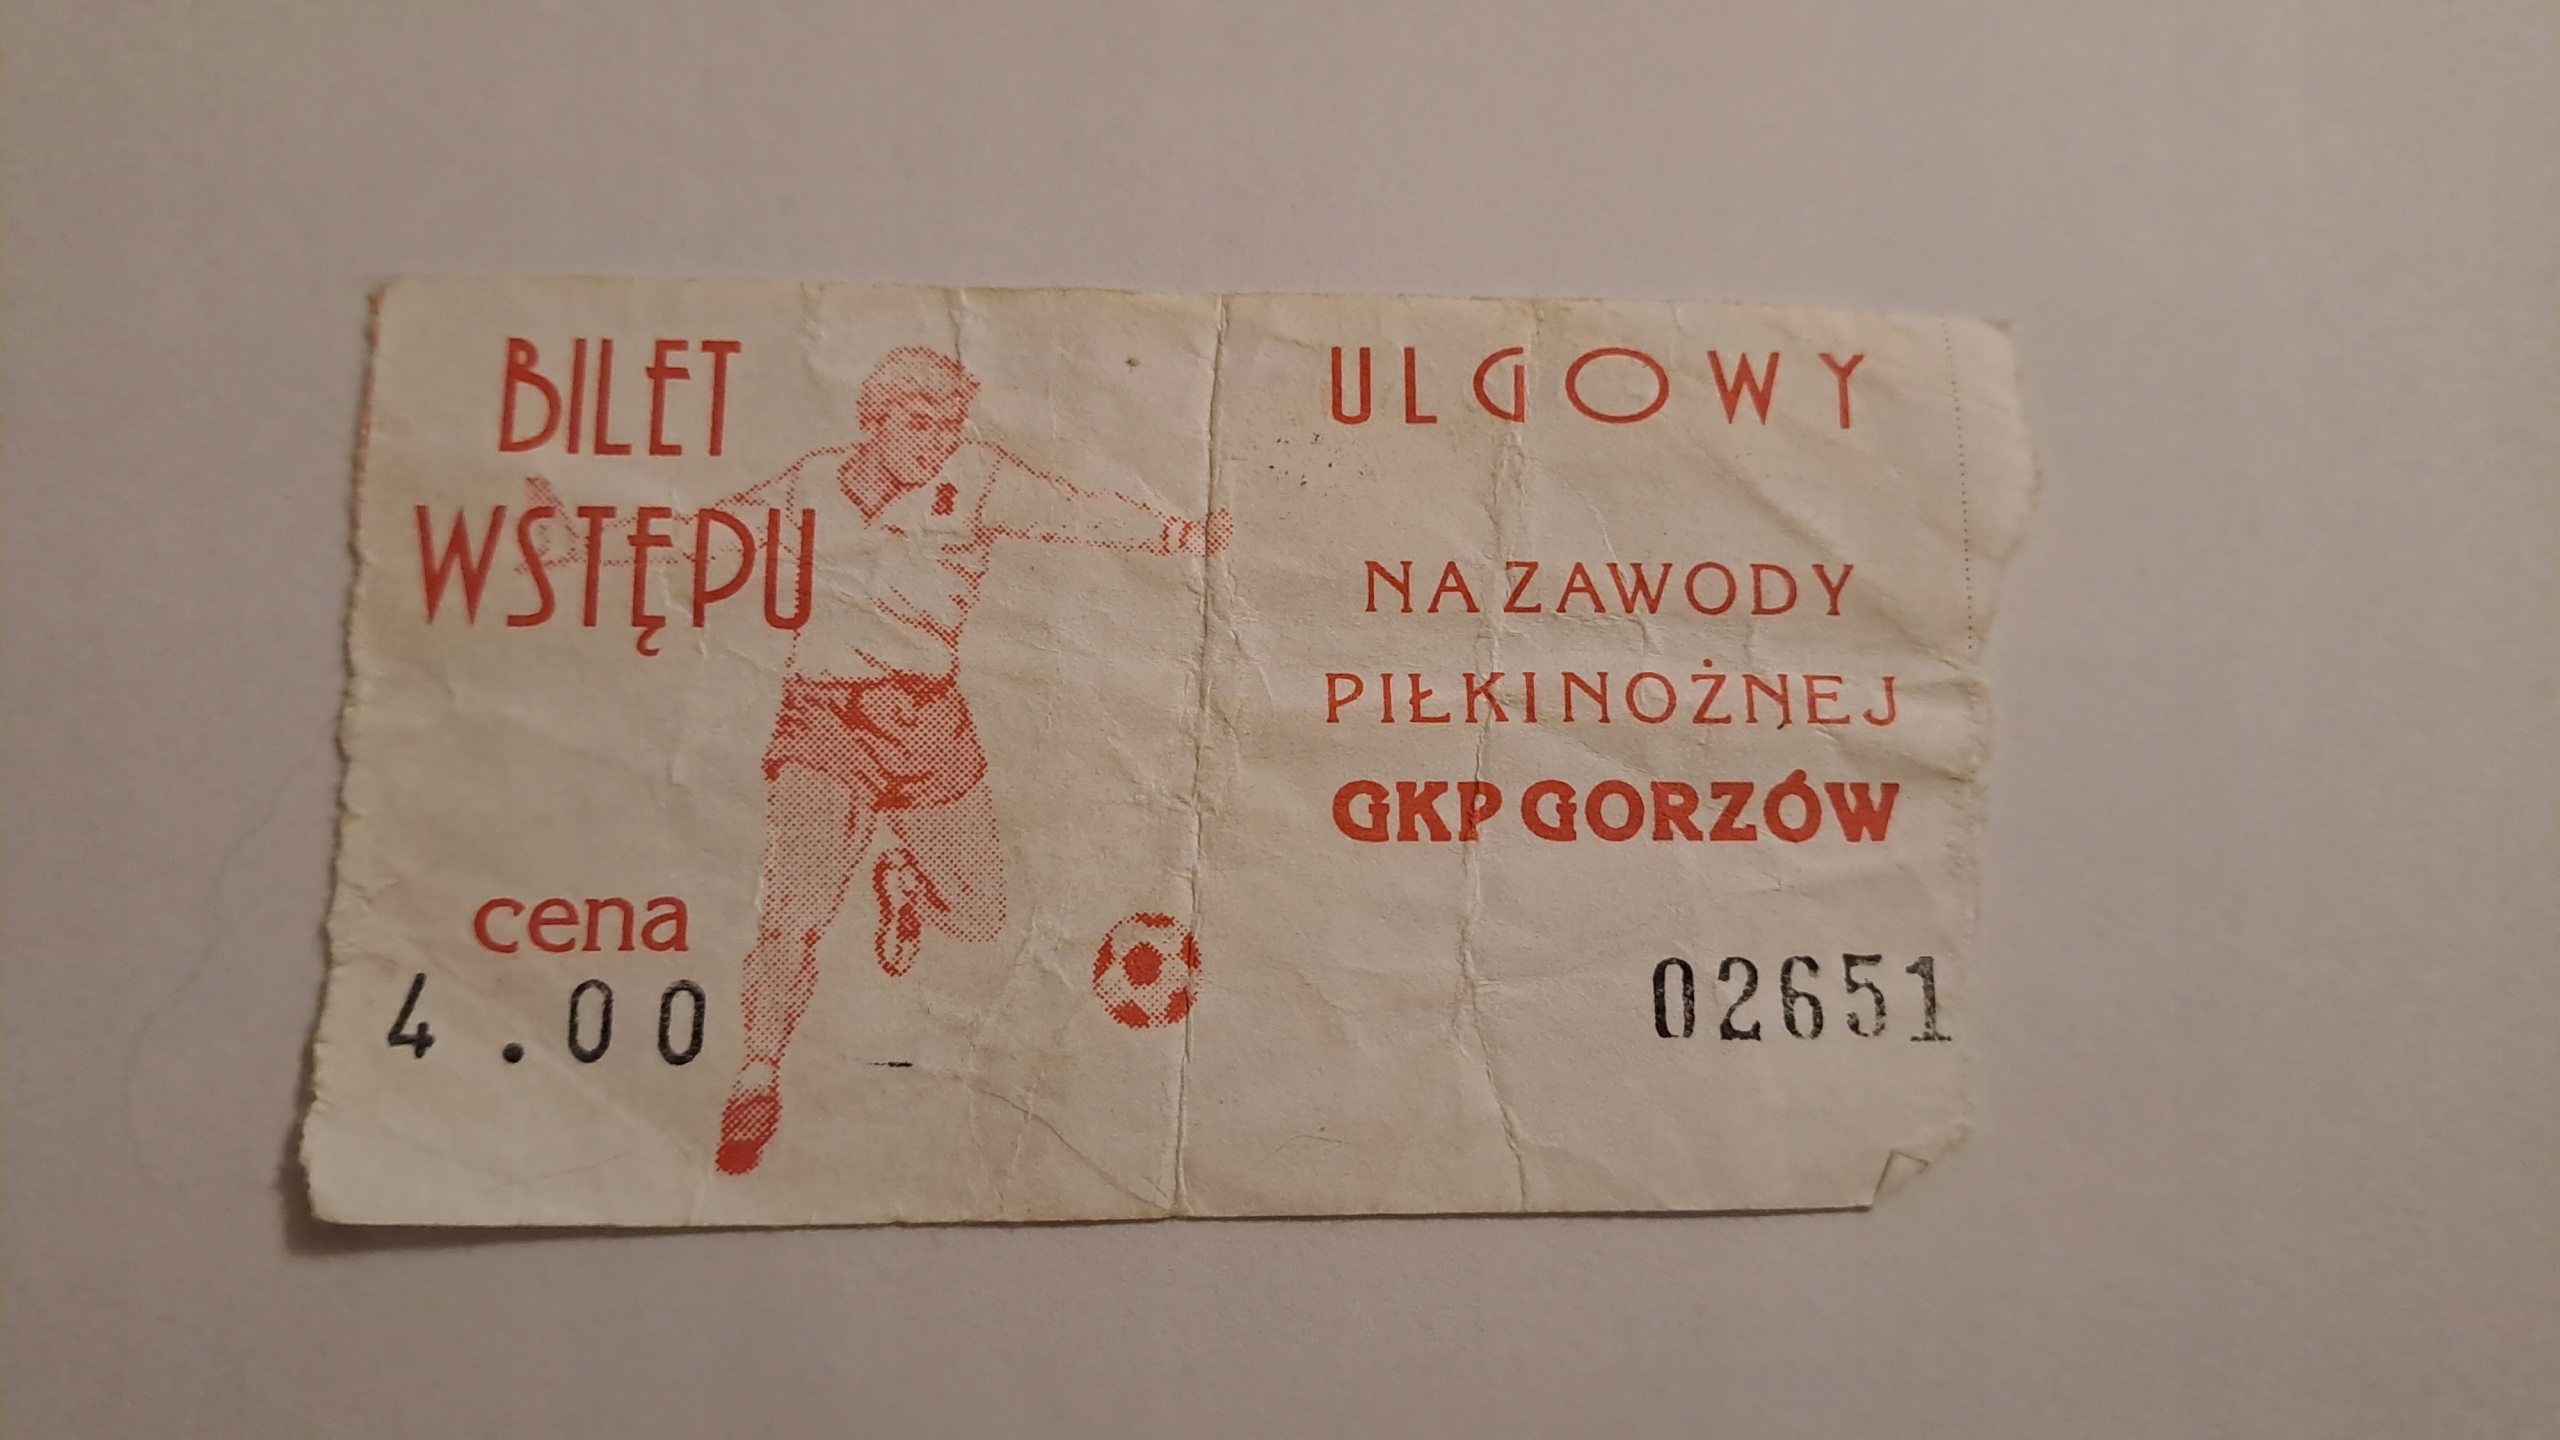 BILET
WSTĘPU
cena
4.00
ULGOWY
NA ZAWODY
PIŁKI NOŻNEJ
GKP GORZÓW
02651